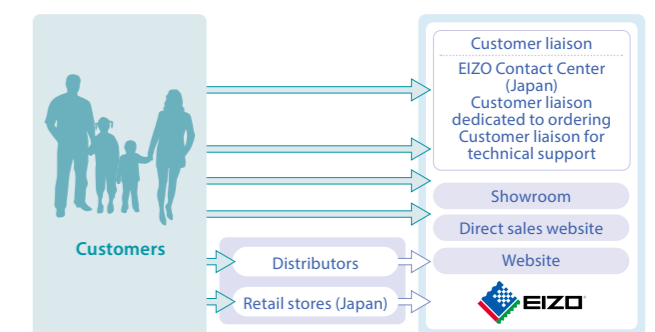 Customers
Distributors
Retail stores (Japan)
Customer liaison
EIZO Contact Center
(Japan)
Customer liaison
dedicated to ordering
Customer liaison for
technical support
Showroom
Direct sales website
Website
EIZO